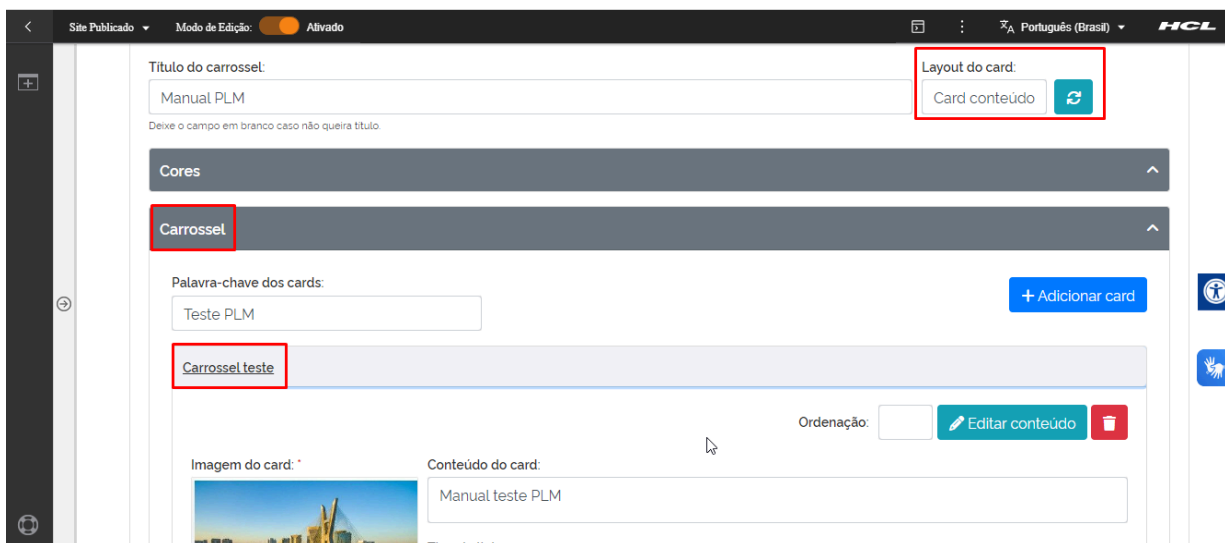 Site Publicado Modo de Edição: Ativado Português (Brasil) HCL
Título do carrossel: Layout do card:
Manual PLM Card conteúdo
Deixe o campo em branco caso não queira título.
Cores
Carrossel
Palavra-chave dos cards:
+ Adicionar card
Teste PLM
Carrossel teste
Ordenação: Editar conteúdo
Imagem do card: * Conteúdo do card:
Manual teste PLM